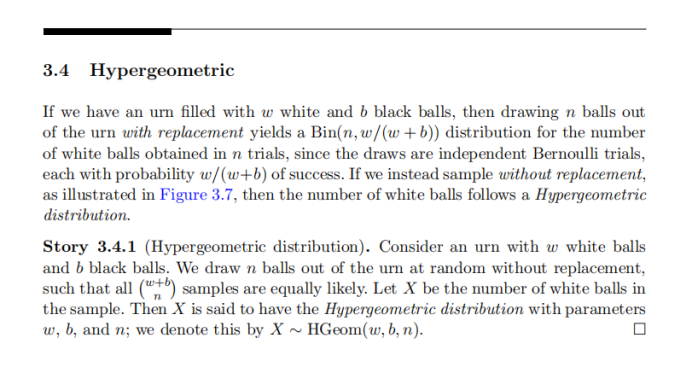 3.4 Hypergeometric
If we have an urn filled with w white and b black balls, then drawing n balls out
of the urn with replacement yields a Bin(n, w/(w + b)) distribution for the number
of white balls obtained in n trials, since the draws are independent Bernoulli trials,
each with probability w/(w+b) of success. If we instead sample without replacement,
as illustrated in Figure 3.7, then the number of white balls follows a Hypergeometric
distribution.
Story 3.4.1 (Hypergeometric distribution). Consider an urn with w white balls
and b black balls. We draw n balls out of the urn at random without replacement,
such that all \binom{w+b}{n} samples are equally likely. Let X be the number of white balls in
the sample. Then X is said to have the Hypergeometric distribution with parameters
w, b, and n; we denote this by X ∼ HGeom(w, b, n). □